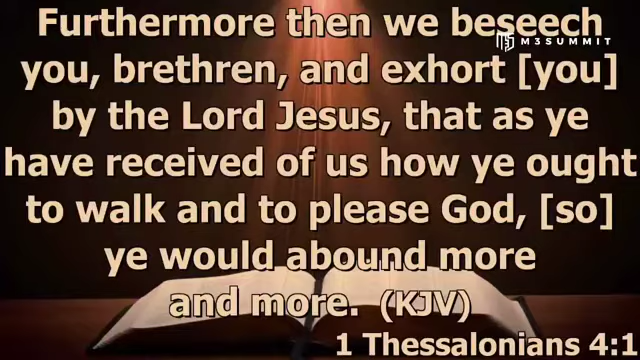 Furthermore then we beseech
M3SUMMIT
you, brethren, and exhort [you]
by the Lord Jesus, that as ye
have received of us how ye ought
to walk and to please God, [so]
ye would abound more
and more. (KJV)
1 Thessalonians 4:1